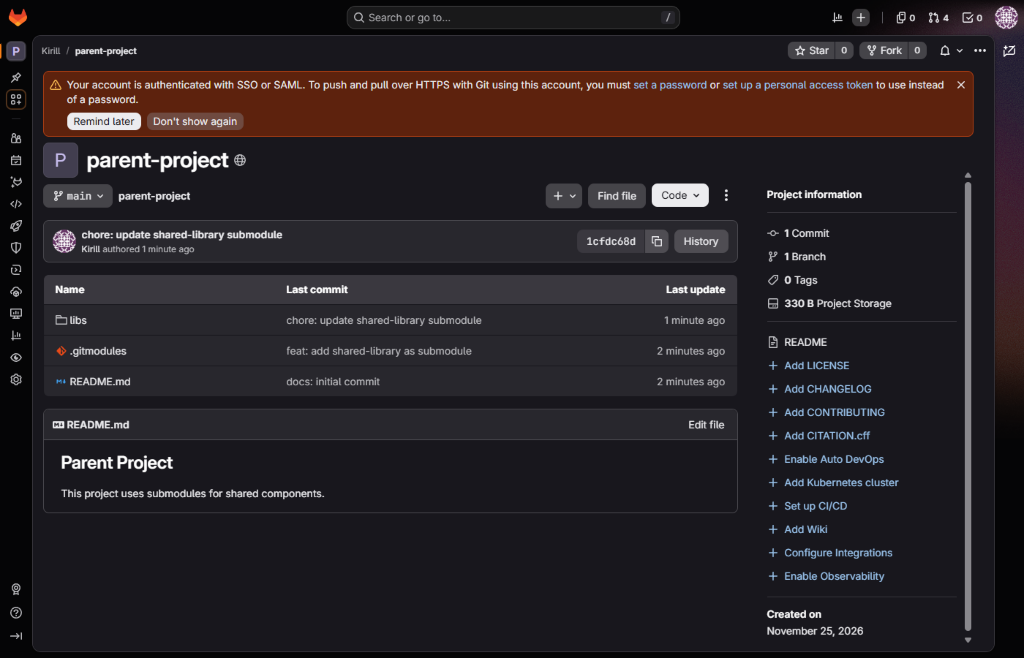 Search or go to...
/
0
4
0
P
Kirill / parent-project
Star 0
Fork 0
Your account is authenticated with SSO or SAML. To push and pull over HTTPS with Git using this account, you must set a password or set up a personal access token to use instead
of a password.
Remind later
Don't show again
P
parent-project
main
parent-project
Find file
Code
chore: update shared-library submodule
Kirill authored 1 minute ago
1cfdc68d
History
Name Last commit Last update
libs chore: update shared-library submodule 1 minute ago
.gitmodules feat: add shared-library as submodule 2 minutes ago
README.md docs: initial commit 2 minutes ago
README.md
Edit file
Parent Project
This project uses submodules for shared components.
Project information
1 Commit
1 Branch
0 Tags
330 B Project Storage
README
Add LICENSE
Add CHANGELOG
Add CONTRIBUTING
Add CITATION.cff
Enable Auto DevOps
Add Kubernetes cluster
Set up CI/CD
Add Wiki
Configure Integrations
Enable Observability
Created on
November 25, 2026